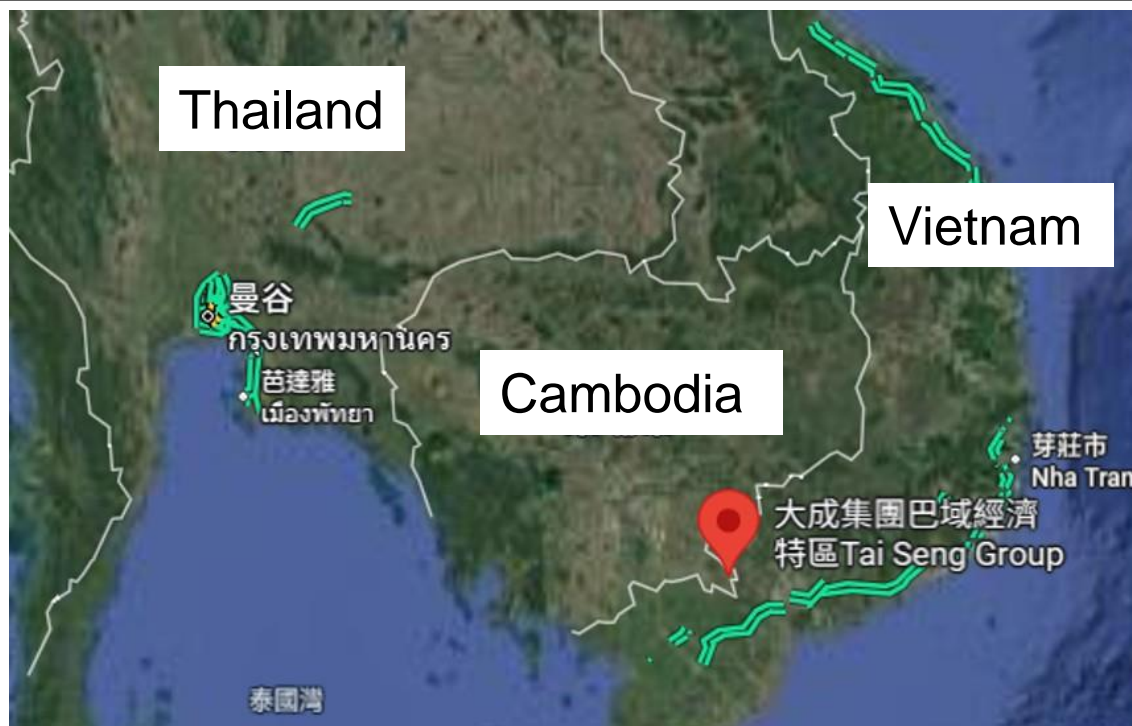 Thailand
Vietnam
曼谷
กรุงเทพมหานคร
芭達雅
เมืองพัทยา
Cambodia
芽莊市
Nha Tran
大成集團巴域經濟
特區Tai Seng Group
泰國灣